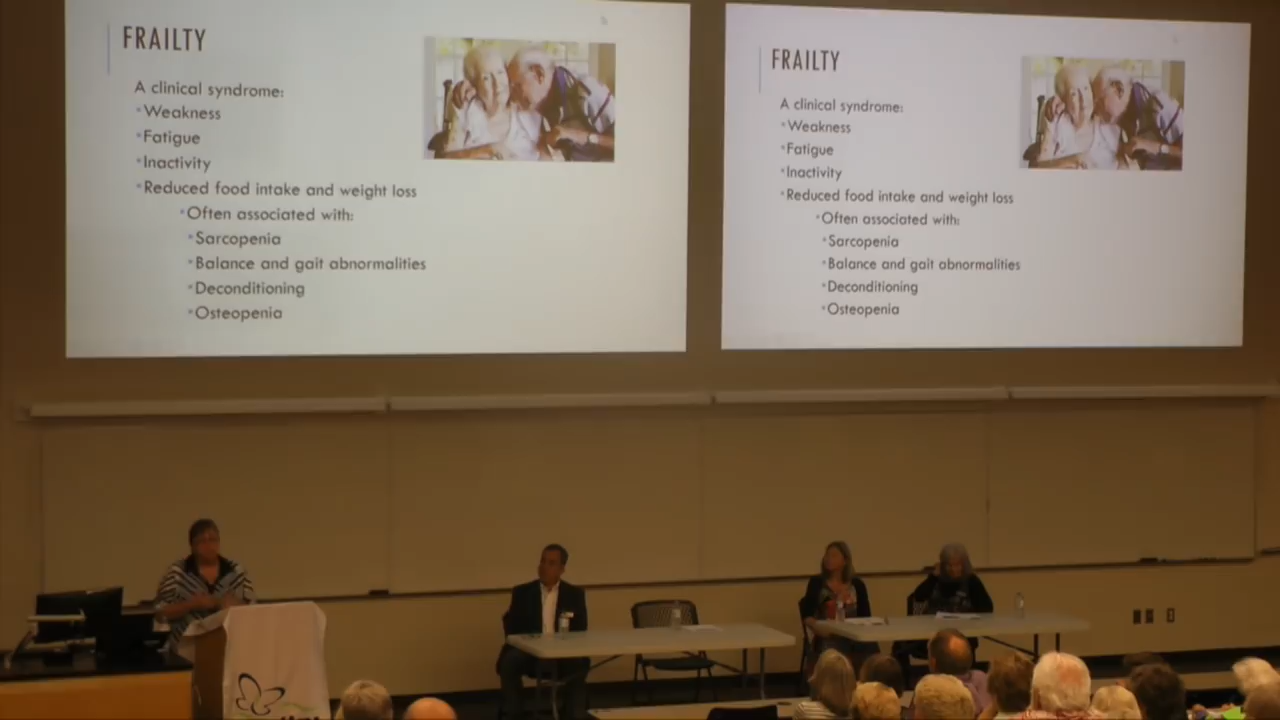 FRAILTY
A clinical syndrome:
Weakness
Fatigue
Inactivity
Reduced food intake and weight loss
Often associated with:
Sarcopenia
Balance and gait abnormalities
Deconditioning
Osteopenia
FRAILTY
A clinical syndrome:
Weakness
Fatigue
Inactivity
Reduced food intake and weight loss
Often associated with:
Sarcopenia
Balance and gait abnormalities
Deconditioning
Osteopenia